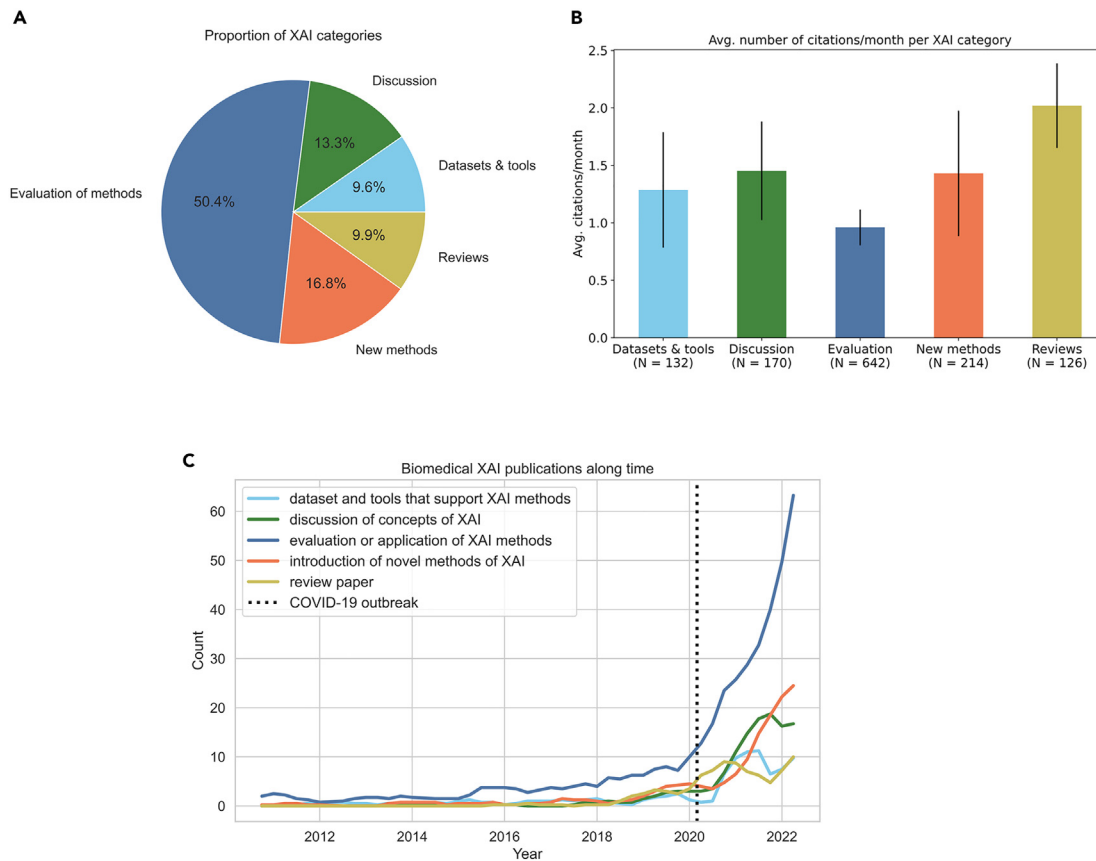 A
Proportion of XAI categories
Discussion
13.3%
Datasets & tools
9.6%
Evaluation of methods
50.4%
9.9%
Reviews
16.8%
New methods
B
Avg. number of citations/month per XAI category
2.5
2.0
1.5
1.0
0.5
0.0
Avg. citations/month
Datasets & tools
(N = 132)
Discussion
(N = 170)
Evaluation
(N = 642)
New methods
(N = 214)
Reviews
(N = 126)
C
Biomedical XAI publications along time
dataset and tools that support XAI methods
discussion of concepts of XAI
evaluation or application of XAI methods
introduction of novel methods of XAI
review paper
COVID-19 outbreak
60
50
40
30
20
10
0
Count
2012
2014
2016
2018
2020
2022
Year